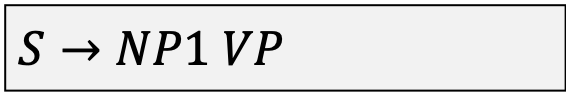 S → NP1 VP